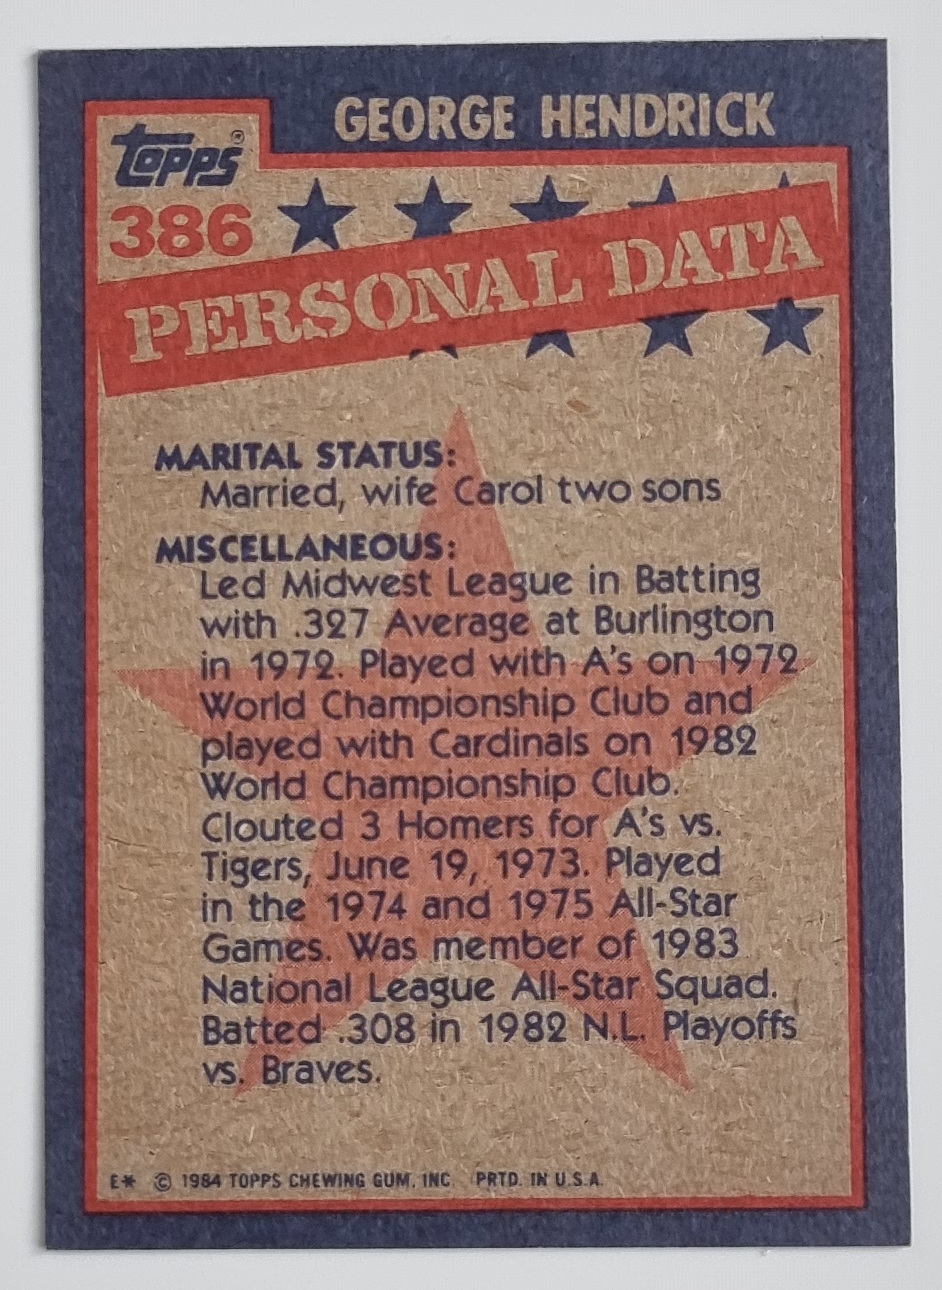 GEORGE HENDRICK
TOPPS®
386
PERSONAL DATA
MARITAL STATUS:
Married, wife Carol two sons
MISCELLANEOUS:
Led Midwest League in Batting
with .327 Average at Burlington
in 1972. Played with A's on 1972
World Championship Club and
played with Cardinals on 1982
World Championship Club.
Clouted 3 Homers for A's vs.
Tigers, June 19, 1973. Played
in the 1974 and 1975 All-Star
Games. Was member of 1983
National League All-Star Squad.
Batted .308 in 1982 N.L. Playoffs
vs. Braves.
E* © 1984 TOPPS CHEWING GUM, INC. PRTD. IN U.S.A.